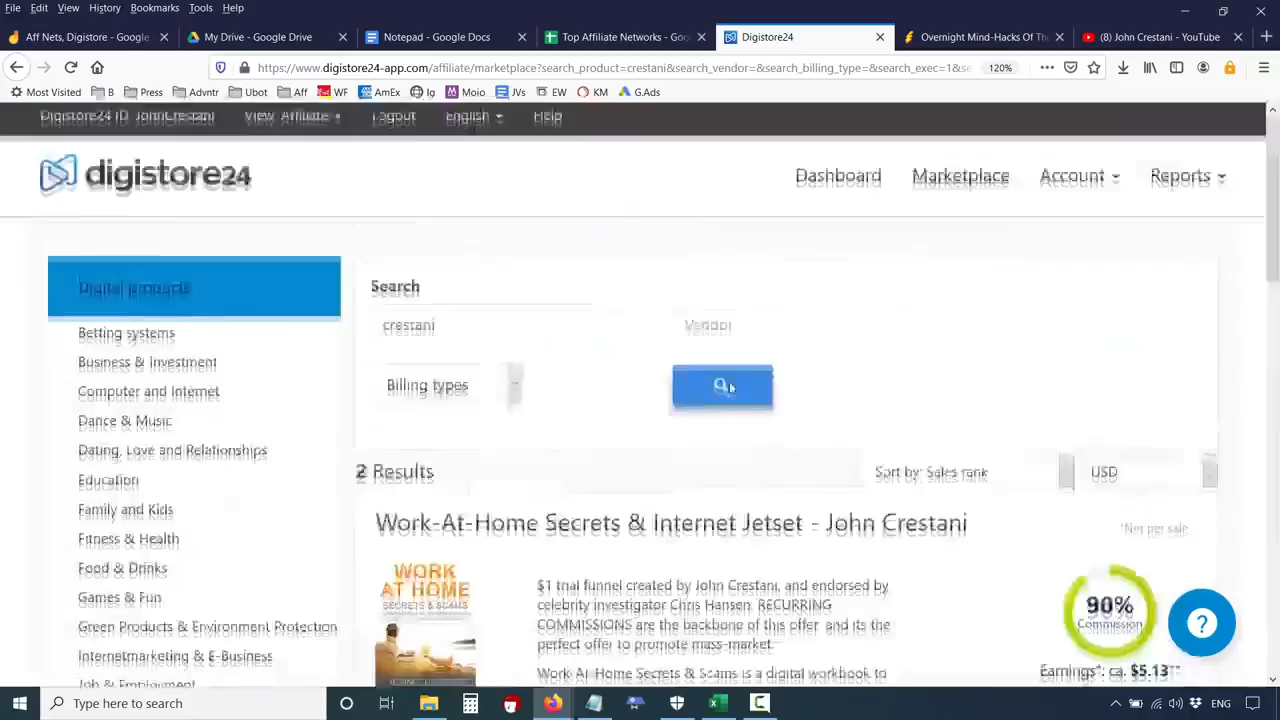 File Edit View History Bookmarks Tools Help
Aff Nets, Digistore - Google
My Drive - Google Drive
Notepad - Google Docs
Top Affiliate Networks - Goo
Digistore24
Overnight Mind-Hacks Of The
(8) John Crestani - YouTube
https://www.digistore24-app.com/affiliate/marketplace?search_product=crestani&search_vendor=&search_billing_type=&search_exec=1&se
120%
Most Visited B Press Advntr Ubot Aff WF AmEx Ig Moio JVs EW KM G.Ads
Digistore24 ID JohnCrestani View Affiliate Logout English Help
digistore24
Dashboard Marketplace Account Reports
Digital products
Betting systems
Business & Investment
Computer and Internet
Dance & Music
Dating, Love and Relationships
Education
Family and Kids
Fitness & Health
Food & Drinks
Games & Fun
Green Products & Environment Protection
Internetmarketing & E-Business
Job & Employment
Search
crestani Vendor
Billing types
2 Results
Sort by: Sales rank USD
Work-At-Home Secrets & Internet Jetset - John Crestani
*Net per sale
WORK
AT HOME
SECRETS & SCAMS
$1 trial funnel created by John Crestani, and endorsed by
celebrity investigator Chris Hansen. RECURRING
COMMISSIONS are the backbone of this offer, and its the
perfect offer to promote mass-market.
Work At Home Secrets & Scams is a digital workbook to
90%
Commission
Earnings*: ca. $5.13**
?
Type here to search
ENG